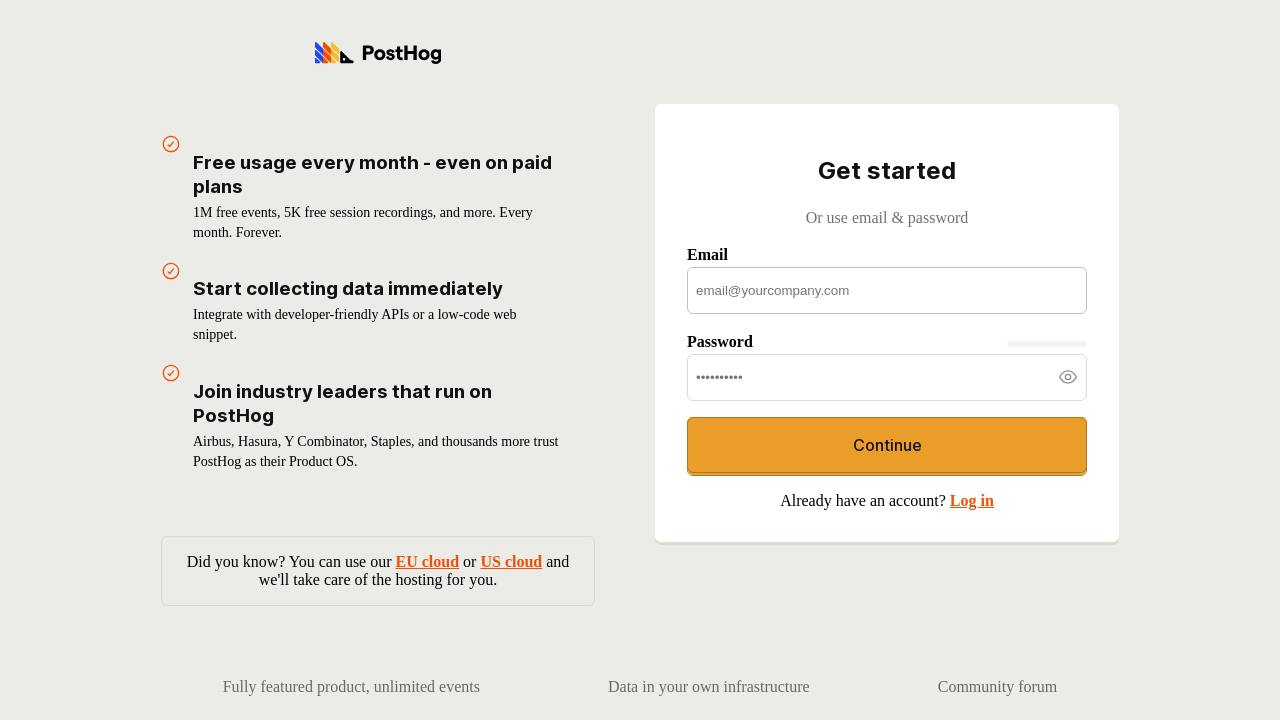 PostHog
Free usage every month - even on paid
plans
1M free events, 5K free session recordings, and more. Every
month. Forever.
Start collecting data immediately
Integrate with developer-friendly APIs or a low-code web
snippet.
Join industry leaders that run on
PostHog
Airbus, Hasura, Y Combinator, Staples, and thousands more trust
PostHog as their Product OS.
Did you know? You can use our EU cloud or US cloud and
we'll take care of the hosting for you.
Get started
Or use email & password
Email
email@yourcompany.com
Password
••••••••••
Continue
Already have an account? Log in
Fully featured product, unlimited events
Data in your own infrastructure
Community forum